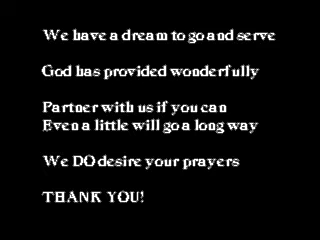 We have a dream to go and serve
God has provided wonderfully
Partner with us if you can
Even a little will go a long way
We DO desire your prayers
THANK YOU!